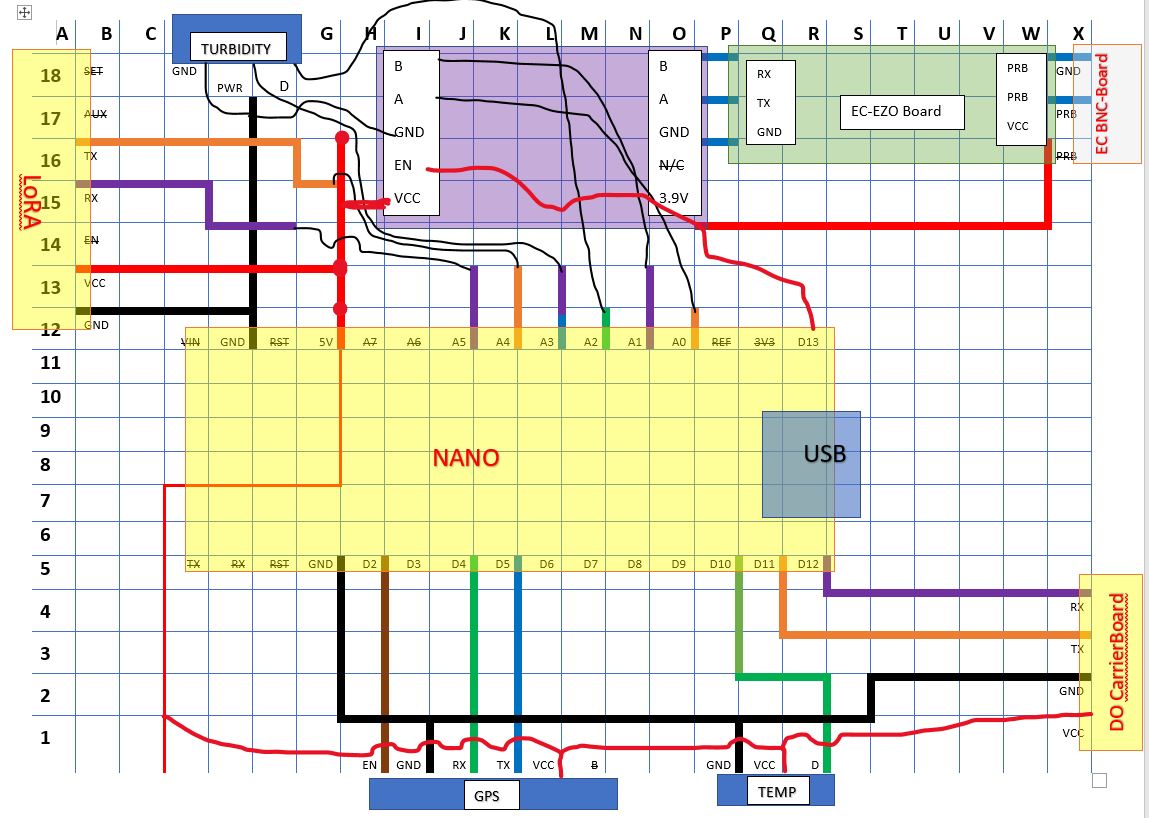 A B C G H I J K L M N O P Q R S T U V W X
TURBIDITY
GND PWR D
18 SET
17 AUX
16 TX
15 RX
14 EN
13 VCC
12 GND
LoRA
B
A
GND
EN
VCC
B
A
GND
N/C
3.9V
RX
TX
GND
EC-EZO Board
PRB
PRB
VCC
GND
PRB
PRB
EC BNC-Board
VIN GND RST 5V A7 A6 A5 A4 A3 A2 A1 A0 REF 3V3 D13
11
10
9
8
7
6
5
4
3
2
1
NANO
USB
TX RX RST GND D2 D3 D4 D5 D6 D7 D8 D9 D10 D11 D12
RX
TX
GND
VCC
DO CarrierBoard
EN GND RX TX VCC B
GPS
GND VCC D
TEMP